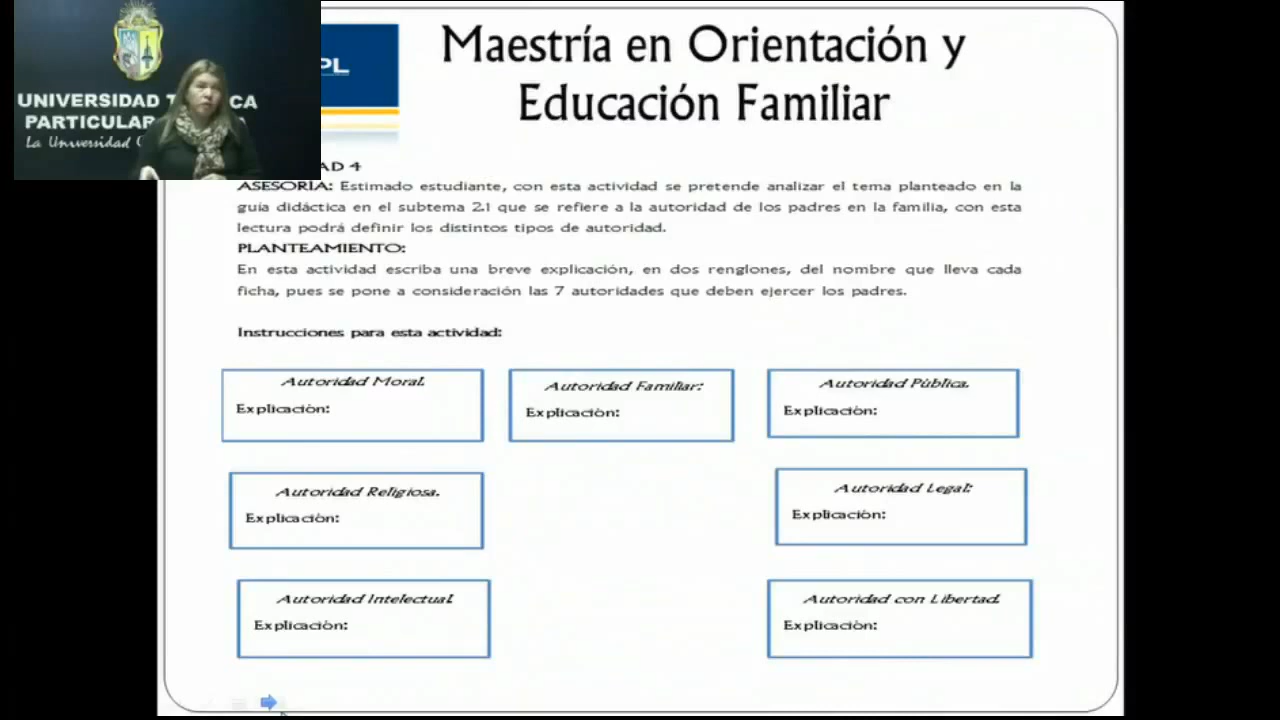 UNIVERSIDAD
PARTICULAR
La Universidad
PL
Maestría en Orientación y
Educación Familiar
AD 4
ASESORÍA: Estimado estudiante, con esta actividad se pretende analizar el tema planteado en la
guía didáctica en el subtema 2.1 que se refiere a la autoridad de los padres en la familia, con esta
lectura podrá definir los distintos tipos de autoridad.
PLANTEAMIENTO:
En esta actividad escriba una breve explicación, en dos renglones, del nombre que lleva cada
ficha, pues se pone a consideración las 7 autoridades que deben ejercer los padres.
Instrucciones para esta actividad:
Autoridad Moral.
Explicación:
Autoridad Familiar:
Explicación:
Autoridad Pública.
Explicación:
Autoridad Religiosa.
Explicación:
Autoridad Legal:
Explicación:
Autoridad Intelectual.
Explicación:
Autoridad con Libertad.
Explicación: